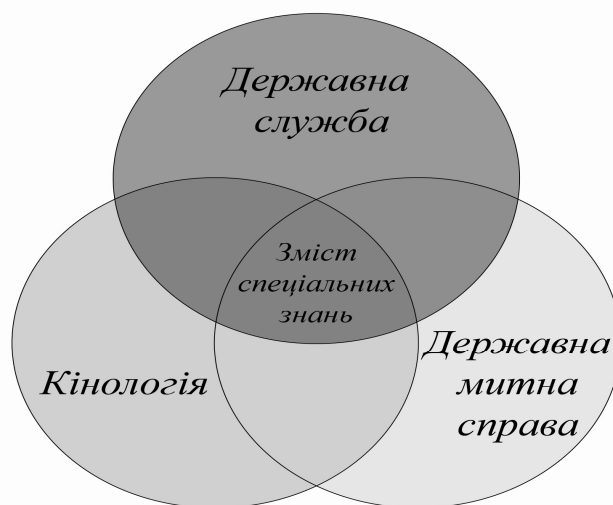 Державна
служба
Зміст
спеціальних
знань
Кінологія
Державна
митна
справа